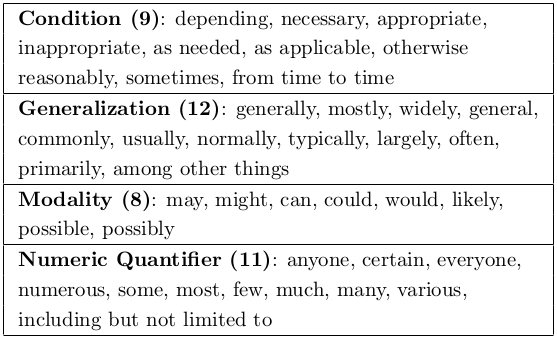 Condition (9): depending, necessary, appropriate,
inappropriate, as needed, as applicable, otherwise
reasonably, sometimes, from time to time
Generalization (12): generally, mostly, widely, general,
commonly, usually, normally, typically, largely, often,
primarily, among other things
Modality (8): may, might, can, could, would, likely,
possible, possibly
Numeric Quantifier (11): anyone, certain, everyone,
numerous, some, most, few, much, many, various,
including but not limited to